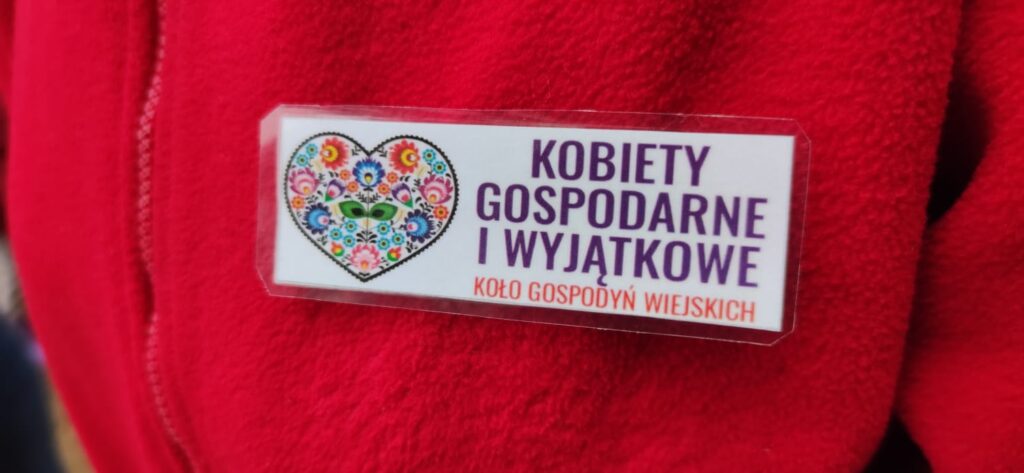 KOBIETY
GOSPODARNE
I WYJĄTKOWE
KOŁO GOSPODYŃ WIEJSKICH